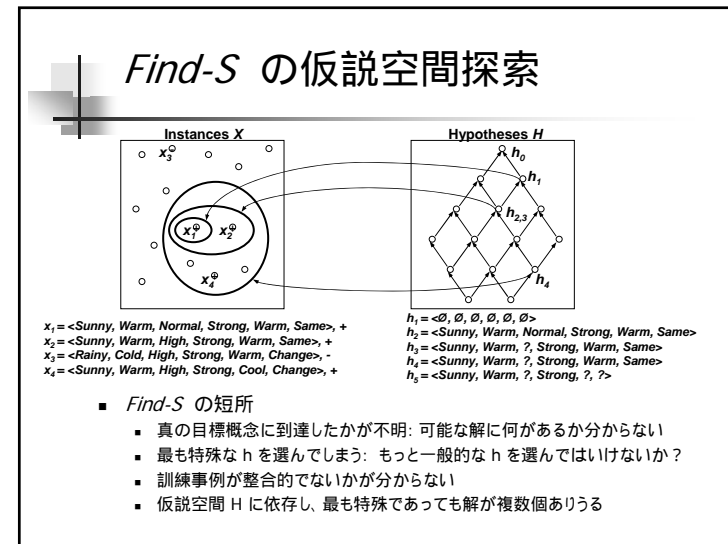 Find-S の仮説空間探索
Instances X
Hypotheses H
x3
x1
x2
x4
h0
h1
h2,3
h4
x1 = <Sunny, Warm, Normal, Strong, Warm, Same>, +
x2 = <Sunny, Warm, High, Strong, Warm, Same>, +
x3 = <Rainy, Cold, High, Strong, Warm, Change>, -
x4 = <Sunny, Warm, High, Strong, Cool, Change>, +
h1 = <Ø, Ø, Ø, Ø, Ø, Ø>
h2 = <Sunny, Warm, Normal, Strong, Warm, Same>
h3 = <Sunny, Warm, ?, Strong, Warm, Same>
h4 = <Sunny, Warm, ?, Strong, Warm, Same>
h5 = <Sunny, Warm, ?, Strong, ?, ?>
■ Find-S の短所
■ 真の目標概念に到達したかが不明: 可能な解に何があるか分からない
■ 最も特殊な h を選んでしまう: もっと一般的な h を選んではいけないか？
■ 訓練事例が整合的でないかが分からない
■ 仮説空間 H に依存し、最も特殊であっても解が複数個ありうる